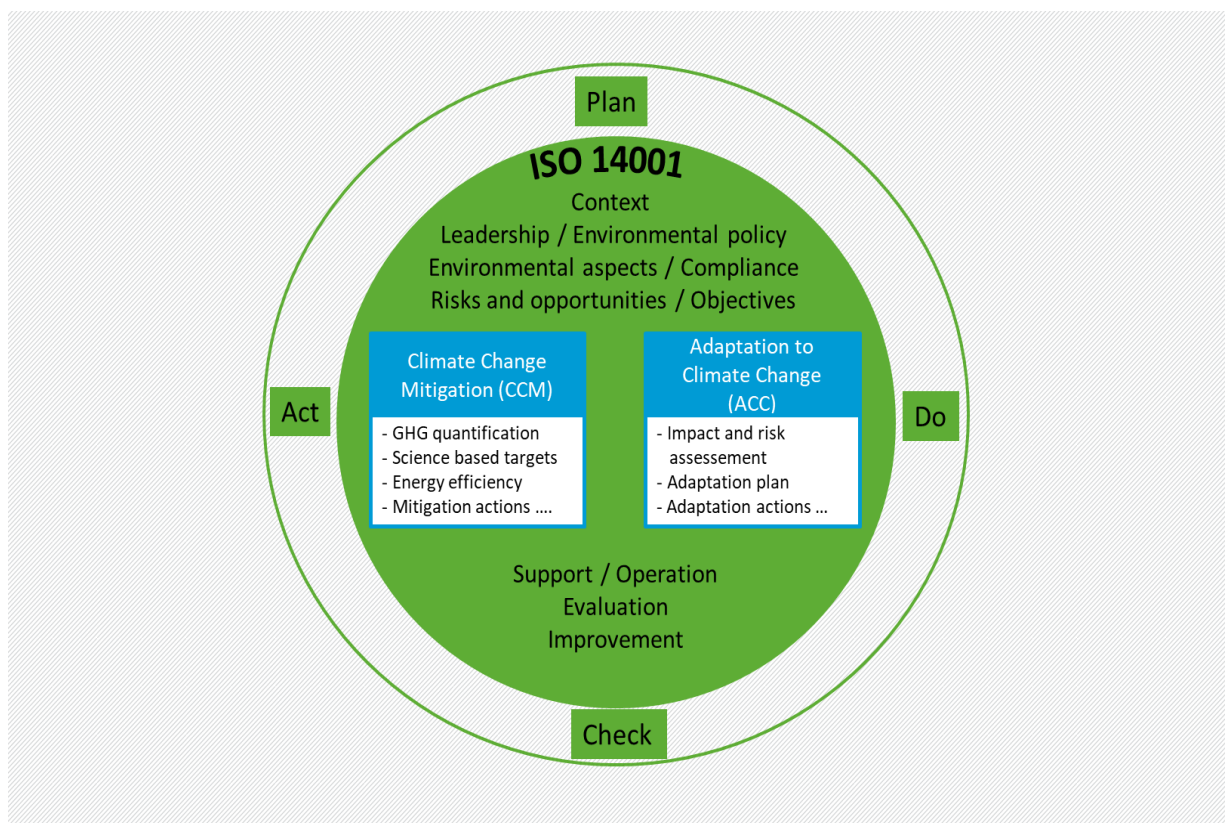 Plan
ISO 14001
Context
Leadership / Environmental policy
Environmental aspects / Compliance
Risks and opportunities / Objectives
Climate Change
Mitigation (CCM)
- GHG quantification
- Science based targets
- Energy efficiency
- Mitigation actions ....
Adaptation to
Climate Change
(ACC)
- Impact and risk
assessement
- Adaptation plan
- Adaptation actions ...
Act
Do
Support / Operation
Evaluation
Improvement
Check